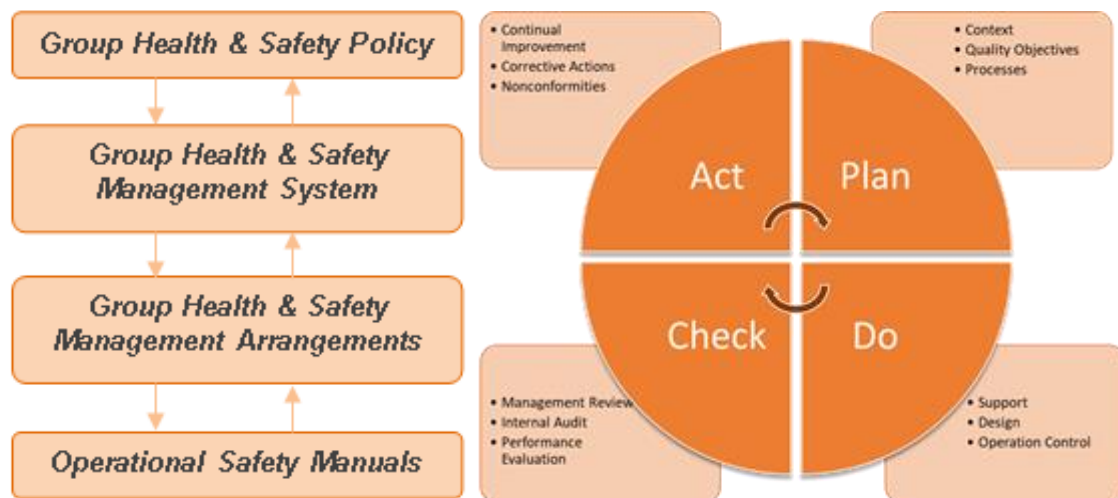 Group Health & Safety Policy
Group Health & Safety
Management System
Group Health & Safety
Management Arrangements
Operational Safety Manuals
• Continual
Improvement
• Corrective Actions
• Nonconformities
• Context
• Quality Objectives
• Processes
Act
Plan
Check
Do
• Management Review
• Internal Audit
• Performance
Evaluation
• Support
• Design
• Operation Control